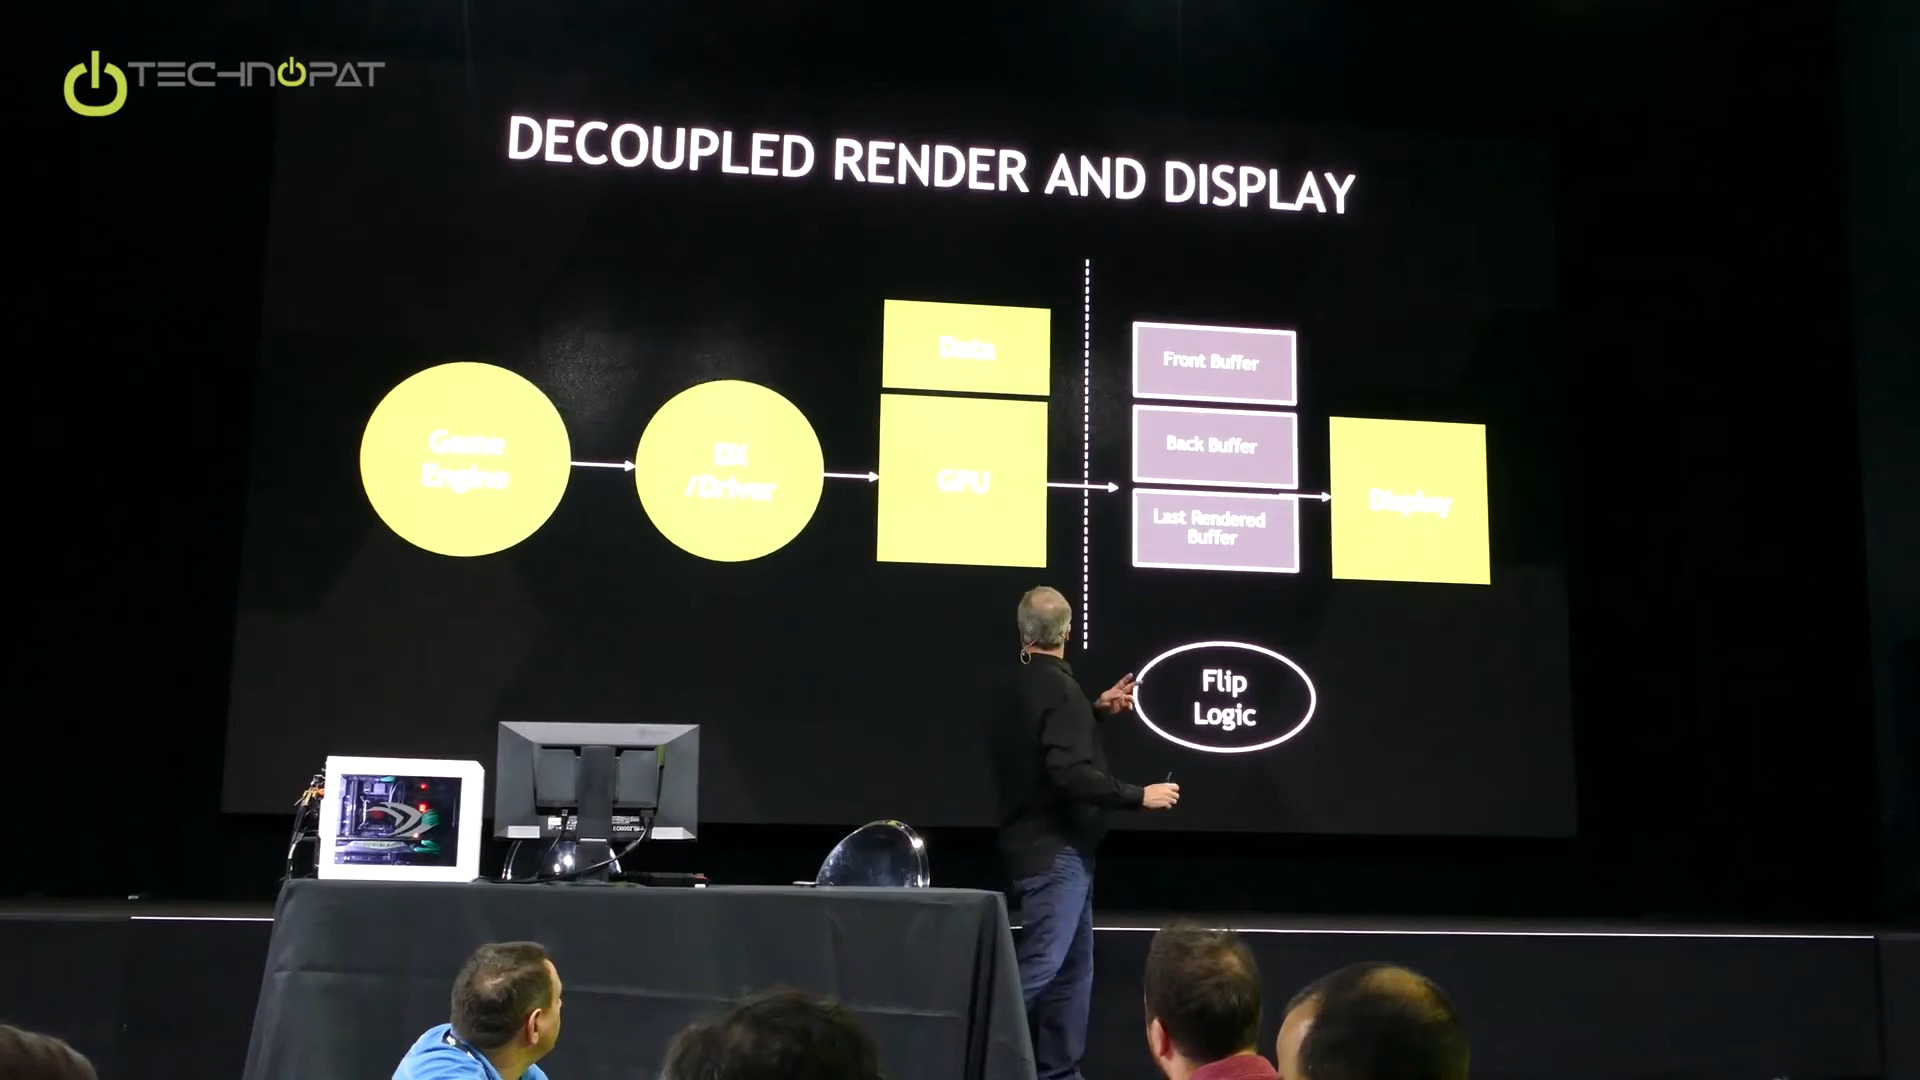 TECHNOPAT
DECOUPLED RENDER AND DISPLAY
Game
Engine
DX
/Driver
Data
GPU
Front Buffer
Back Buffer
Last Rendered
Buffer
Display
Flip
Logic